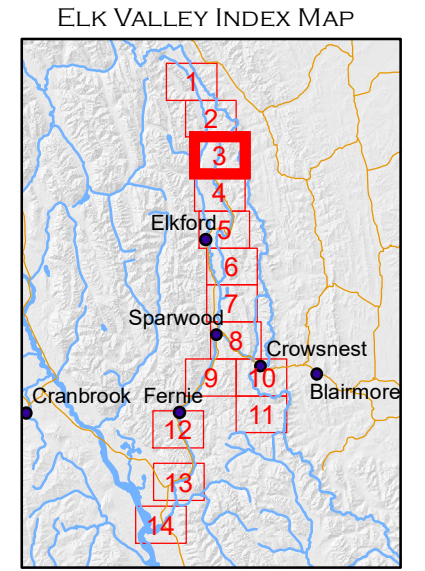 ELK VALLEY INDEX MAP
1
2
3
4
Elkford 5
6
7
Sparwood
8
Crowsnest
9 10
Cranbrook Fernie Blairmore
11
12
13
14